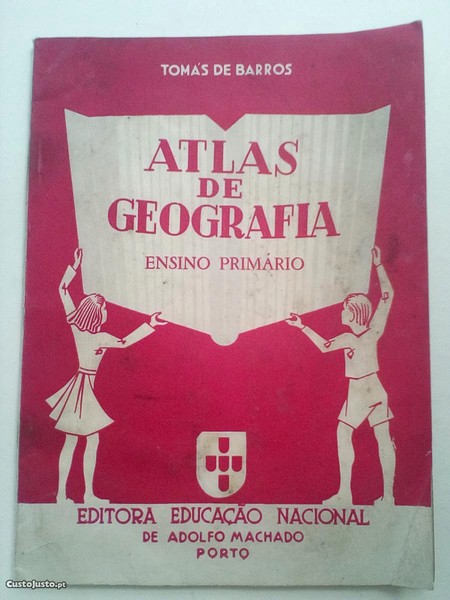 TOMÁS DE BARROS
ATLAS
DE
GEOGRAFIA
ENSINO PRIMÁRIO
EDITORA EDUCAÇÃO NACIONAL
DE ADOLFO MACHADO
PORTO
CustoJusto.pt